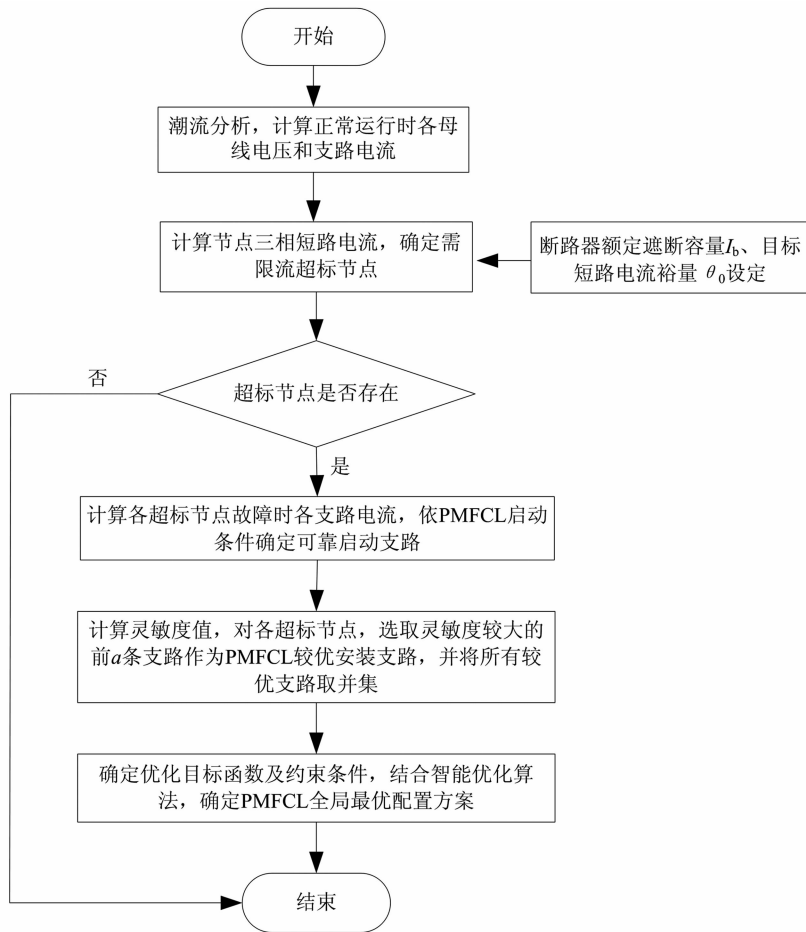 开始
潮流分析，计算正常运行时各母
线电压和支路电流
计算节点三相短路电流，确定需
限流超标节点
断路器额定遮断容量Ib、目标
短路电流裕量 θ0设定
否
超标节点是否存在
是
计算各超标节点故障时各支路电流，依PMFCL启动
条件确定可靠启动支路
计算灵敏度值，对各超标节点，选取灵敏度较大的
前a条支路作为PMFCL较优安装支路，并将所有较
优支路取并集
确定优化目标函数及约束条件，结合智能优化算
法，确定PMFCL全局最优配置方案
结束